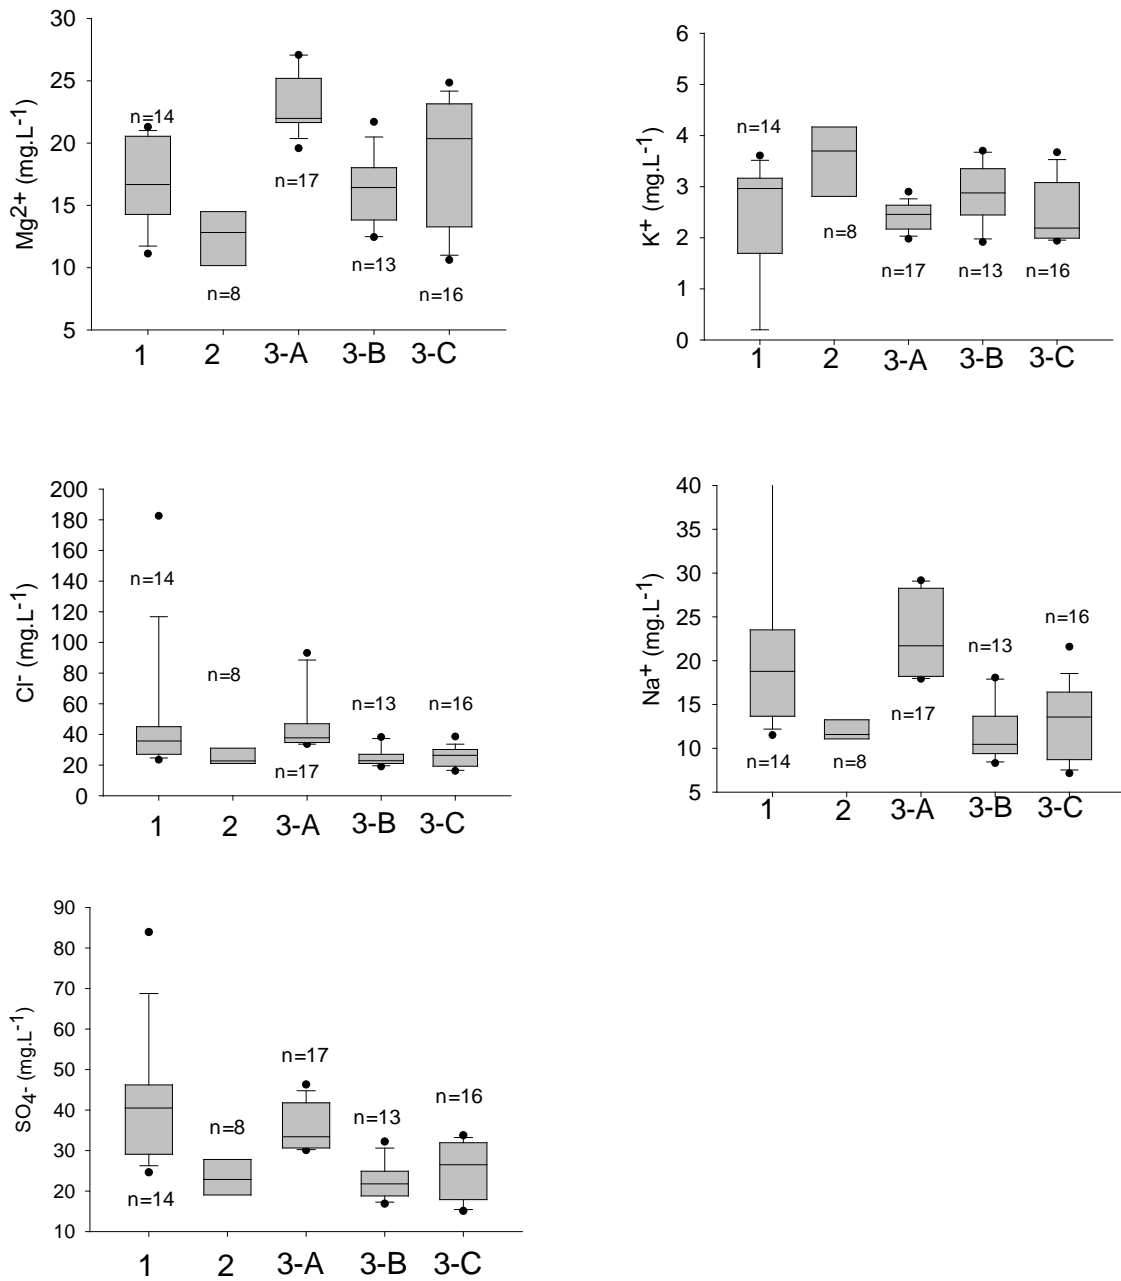 30
25
20
15
10
5
Mg2+ (mg.L-1)
n=14
n=8
n=17
n=13
n=16
1 2 3-A 3-B 3-C
6
5
4
3
2
1
0
K+ (mg.L-1)
n=14
n=8
n=17
n=13
n=16
1 2 3-A 3-B 3-C
200
180
160
140
120
100
80
60
40
20
0
Cl- (mg.L-1)
n=14
n=8
n=17
n=13
n=16
1 2 3-A 3-B 3-C
40
35
30
25
20
15
10
5
Na+ (mg.L-1)
n=14
n=8
n=17
n=13
n=16
1 2 3-A 3-B 3-C
90
80
70
60
50
40
30
20
10
SO4- (mg.L-1)
n=14
n=8
n=17
n=13
n=16
1 2 3-A 3-B 3-C